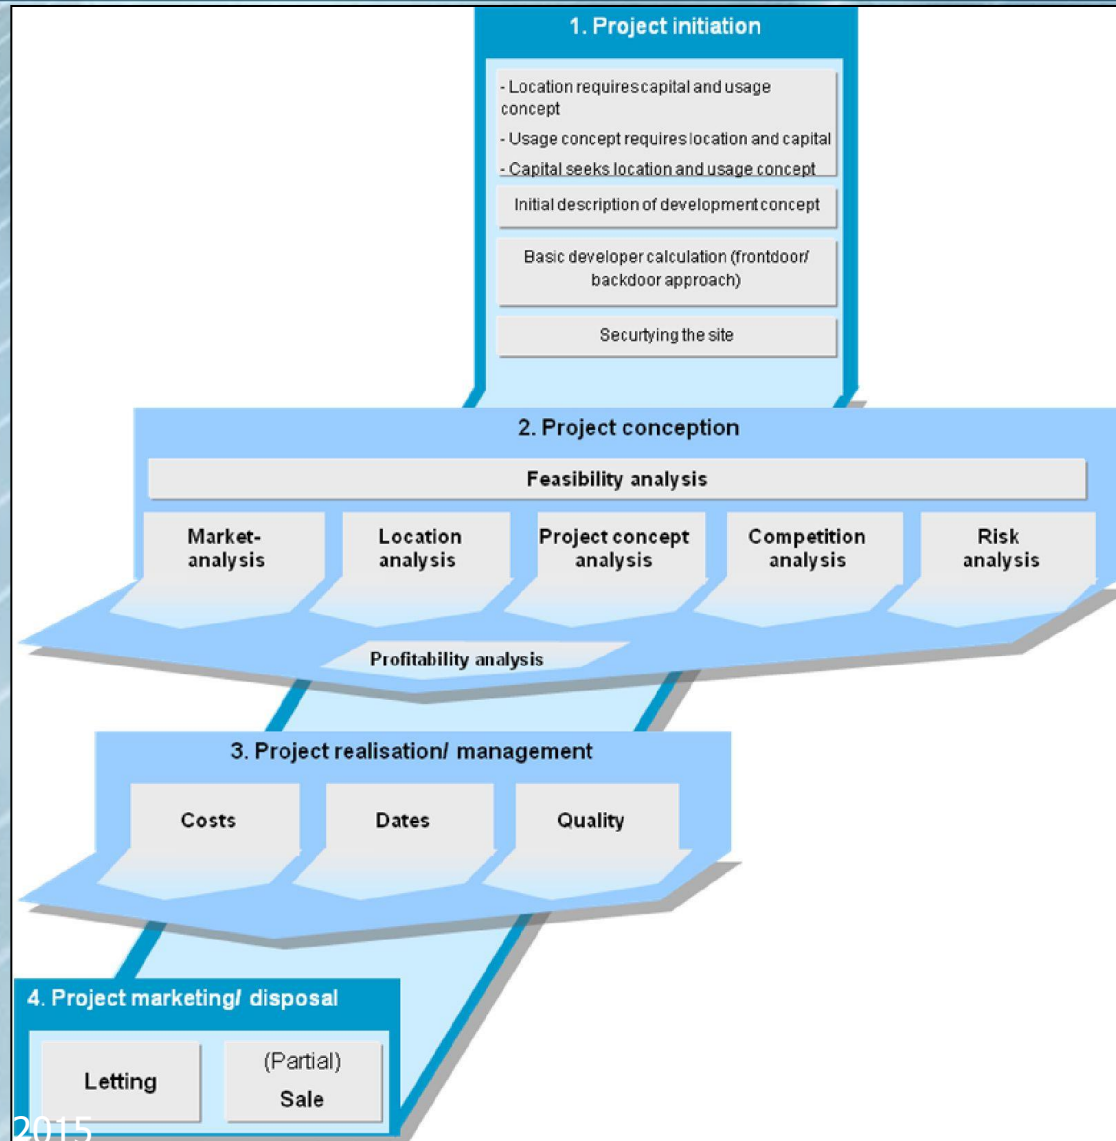 1. Project initiation
- Location requires capital and usage
concept
- Usage concept requires location and capital
- Capital seeks location and usage concept
Initial description of development concept
Basic developer calculation (frontdoor/
backdoor approach)
Securtying the site
2. Project conception
Feasibility analysis
Market-
analysis
Location
analysis
Project concept
analysis
Competition
analysis
Risk
analysis
Profitability analysis
3. Project realisation/ management
Costs
Dates
Quality
4. Project marketing/ disposal
Letting
(Partial)
Sale
2015